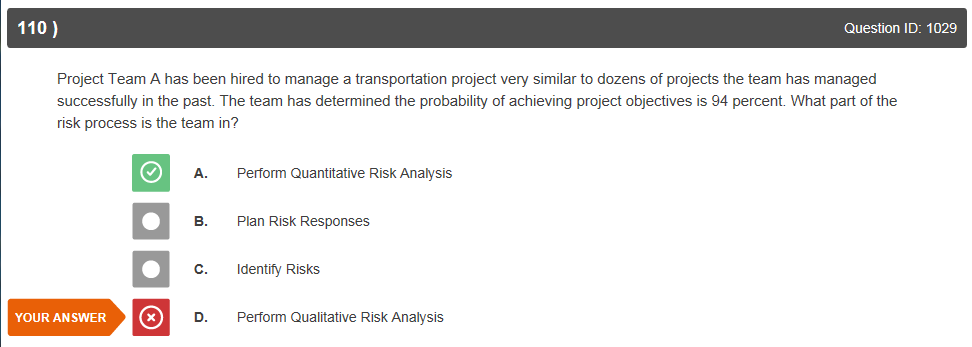 110 )
Question ID: 1029
Project Team A has been hired to manage a transportation project very similar to dozens of projects the team has managed
successfully in the past. The team has determined the probability of achieving project objectives is 94 percent. What part of the
risk process is the team in?
A. Perform Quantitative Risk Analysis
B. Plan Risk Responses
C. Identify Risks
YOUR ANSWER D. Perform Qualitative Risk Analysis